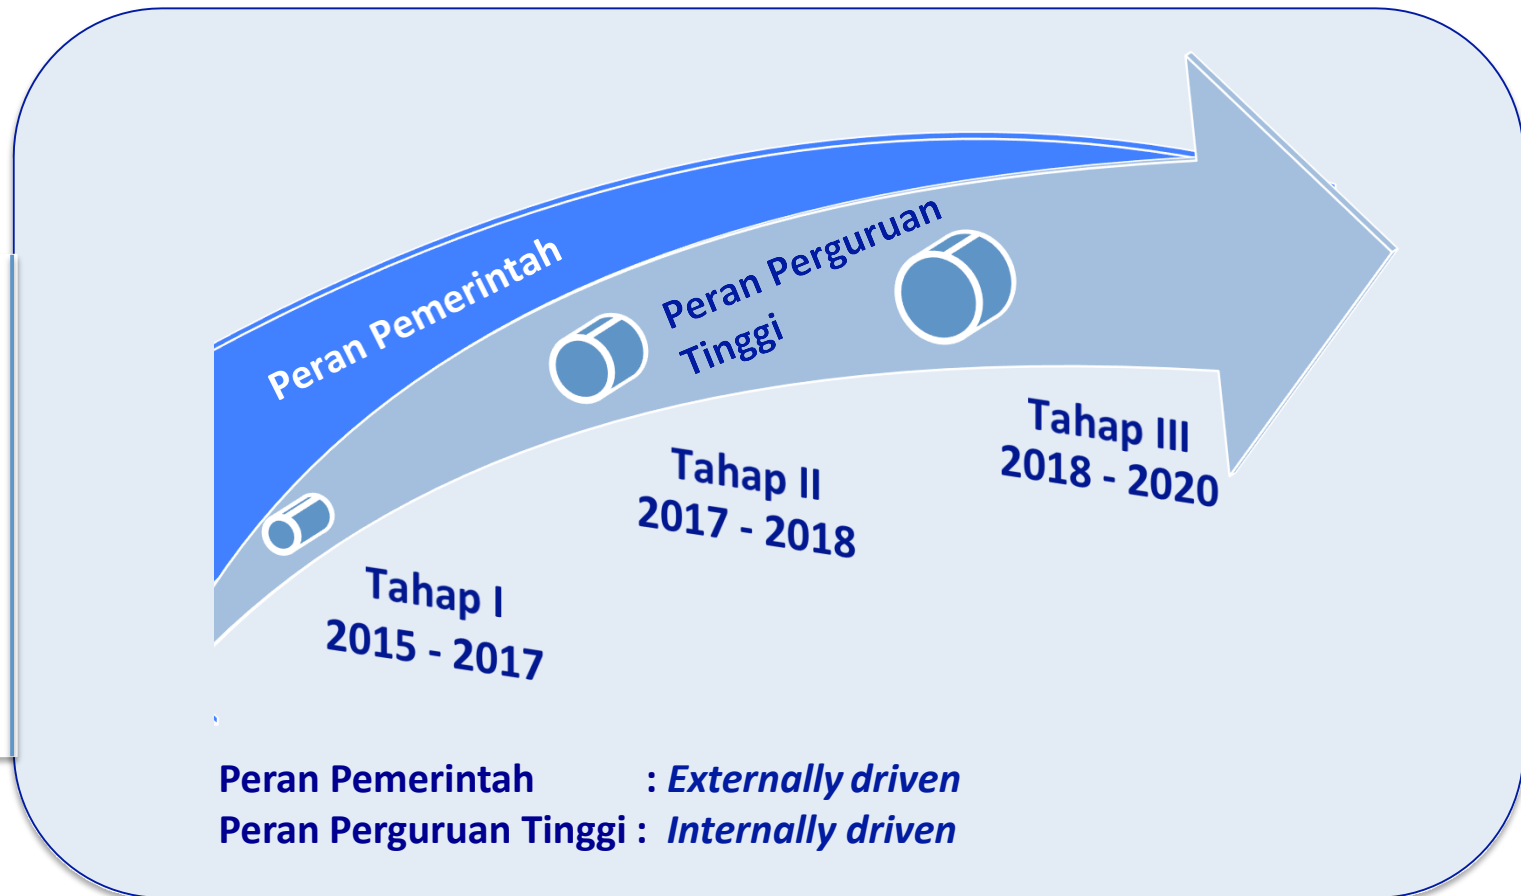 Peran Pemerintah
Peran Perguruan
Tinggi
Tahap I
2015 - 2017
Tahap II
2017 - 2018
Tahap III
2018 - 2020
Peran Pemerintah : Externally driven
Peran Perguruan Tinggi : Internally driven